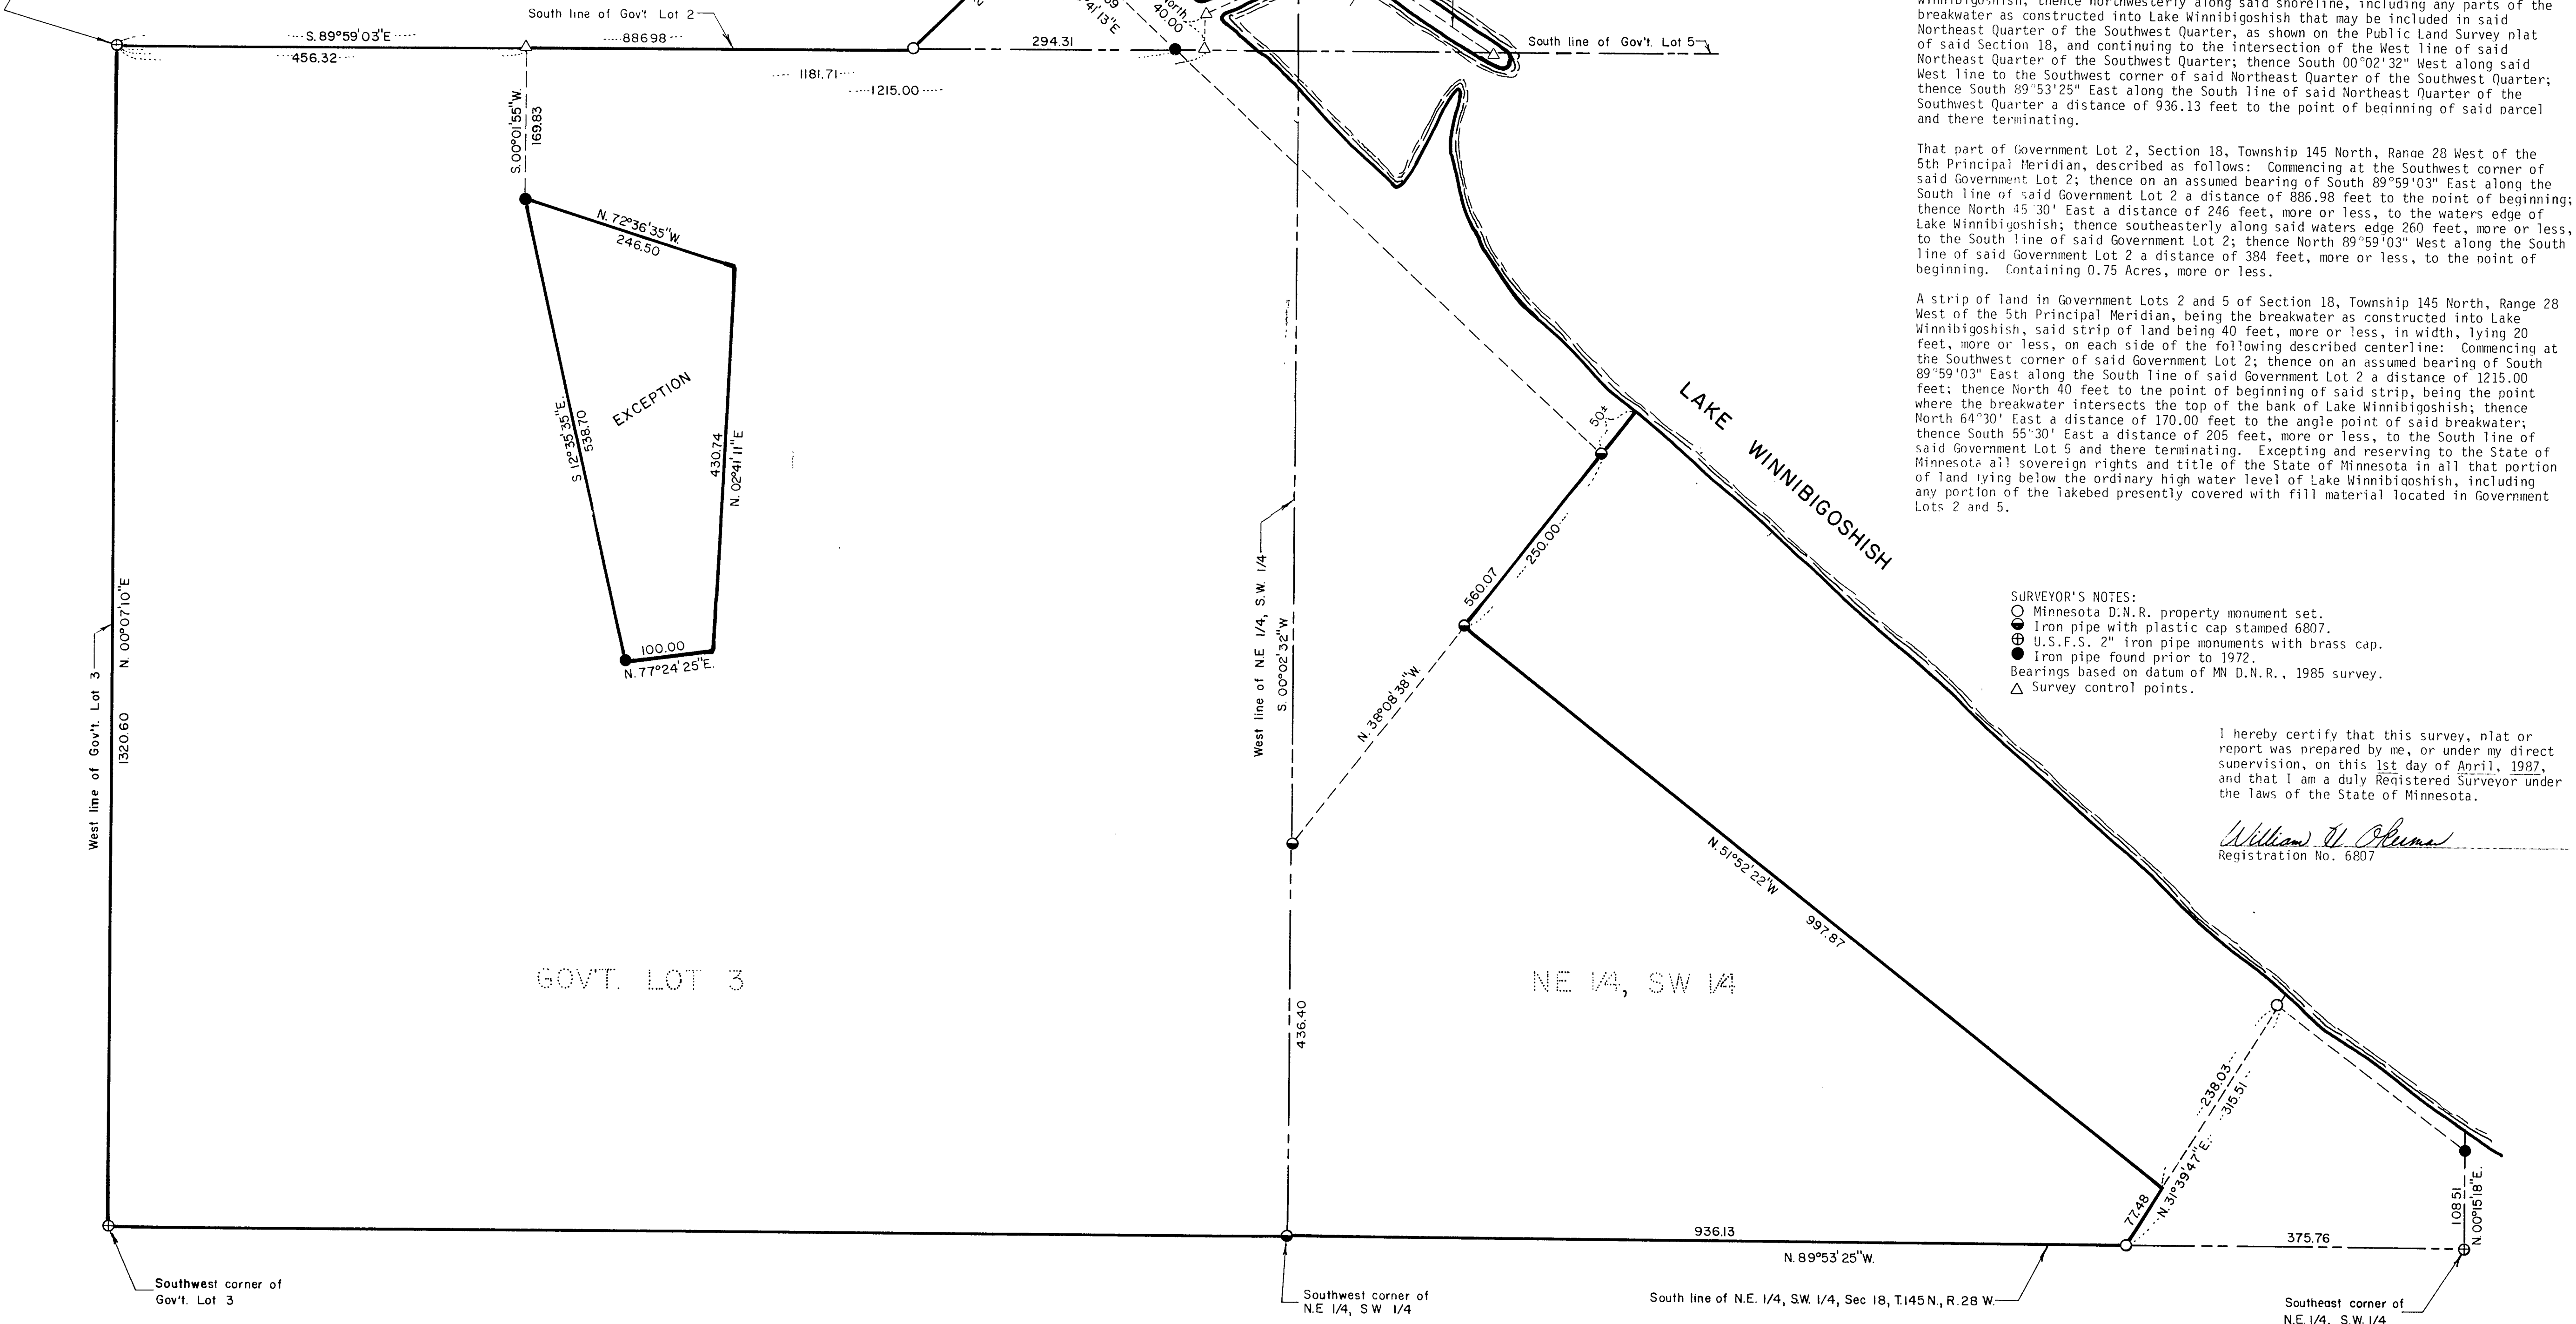 South line of Gov't Lot 2
S. 89°59'03"E
456.32
886.98
1181.71
1215.00
294.31
41'13"E
North
40.00
South line of Gov't. Lot 5
S. 00°01'55"W.
169.83
N. 72°36'35"W.
246.50
EXCEPTION
S 12°35'35"E.
538.70
430.74
N. 02°41'11"E
100.00
N. 77°24'25"E.
West line of Gov't. Lot 3
N. 00°07'10"E
1320.60
West line of N.E 1/4, S.W. 1/4
S. 00°02'32"W
436.40
GOV'T. LOT 3
NE 1/4, SW 1/4
LAKE WINNIBIGOSHISH
50±
250.00
560.07
N. 38°08'38"W.
N. 51°52'22"W
997.87
238.03
315.51
N. 31°39'47"E.
77.48
108.51
N. 00°15'18"E.
936.13
N. 89°53'25"W.
375.76
Southwest corner of
Gov't. Lot 3
Southwest corner of
N.E 1/4, S W 1/4
South line of N.E. 1/4, S.W. 1/4, Sec 18, T.145 N., R. 28 W.
Southeast corner of
N.E. 1/4, S.W. 1/4
Winnibigoshish, thence northwesterly along said shoreline, including any parts of the
breakwater as constructed into Lake Winnibigoshish that may be included in said
Northeast Quarter of the Southwest Quarter, as shown on the Public Land Survey plat
of said Section 18, and continuing to the intersection of the West line of said
Northeast Quarter of the Southwest Quarter; thence South 00°02'32" West along said
West line to the Southwest corner of said Northeast Quarter of the Southwest Quarter;
thence South 89°53'25" East along the South line of said Northeast Quarter of the
Southwest Quarter a distance of 936.13 feet to the point of beginning of said parcel
and there terminating.
That part of Government Lot 2, Section 18, Township 145 North, Range 28 West of the
5th Principal Meridian, described as follows: Commencing at the Southwest corner of
said Government Lot 2; thence on an assumed bearing of South 89°59'03" East along the
South line of said Government Lot 2 a distance of 886.98 feet to the point of beginning;
thence North 45°30' East a distance of 246 feet, more or less, to the waters edge of
Lake Winnibigoshish; thence southeasterly along said waters edge 260 feet, more or less,
to the South line of said Government Lot 2; thence North 89°59'03" West along the South
line of said Government Lot 2 a distance of 384 feet, more or less, to the point of
beginning. Containing 0.75 Acres, more or less.
A strip of land in Government Lots 2 and 5 of Section 18, Township 145 North, Range 28
West of the 5th Principal Meridian, being the breakwater as constructed into Lake
Winnibigoshish, said strip of land being 40 feet, more or less, in width, lying 20
feet, more or less, on each side of the following described centerline: Commencing at
the Southwest corner of said Government Lot 2; thence on an assumed bearing of South
89°59'03" East along the South line of said Government Lot 2 a distance of 1215.00
feet; thence North 40 feet to the point of beginning of said strip, being the point
where the breakwater intersects the top of the bank of Lake Winnibigoshish; thence
North 64°30' East a distance of 170.00 feet to the angle point of said breakwater;
thence South 55°30' East a distance of 205 feet, more or less, to the South line of
said Government Lot 5 and there terminating. Excepting and reserving to the State of
Minnesota all sovereign rights and title of the State of Minnesota in all that portion
of land lying below the ordinary high water level of Lake Winnibigoshish, including
any portion of the lakebed presently covered with fill material located in Government
Lots 2 and 5.
SURVEYOR'S NOTES:
Minnesota D.N.R. property monument set.
Iron pipe with plastic cap stamped 6807.
U.S.F.S. 2" iron pipe monuments with brass cap.
Iron pipe found prior to 1972.
Bearings based on datum of MN D.N.R., 1985 survey.
Survey control points.
I hereby certify that this survey, plat or
report was prepared by me, or under my direct
supervision, on this 1st day of April, 1987,
and that I am a duly Registered Surveyor under
the laws of the State of Minnesota.
William
Registration No. 6807